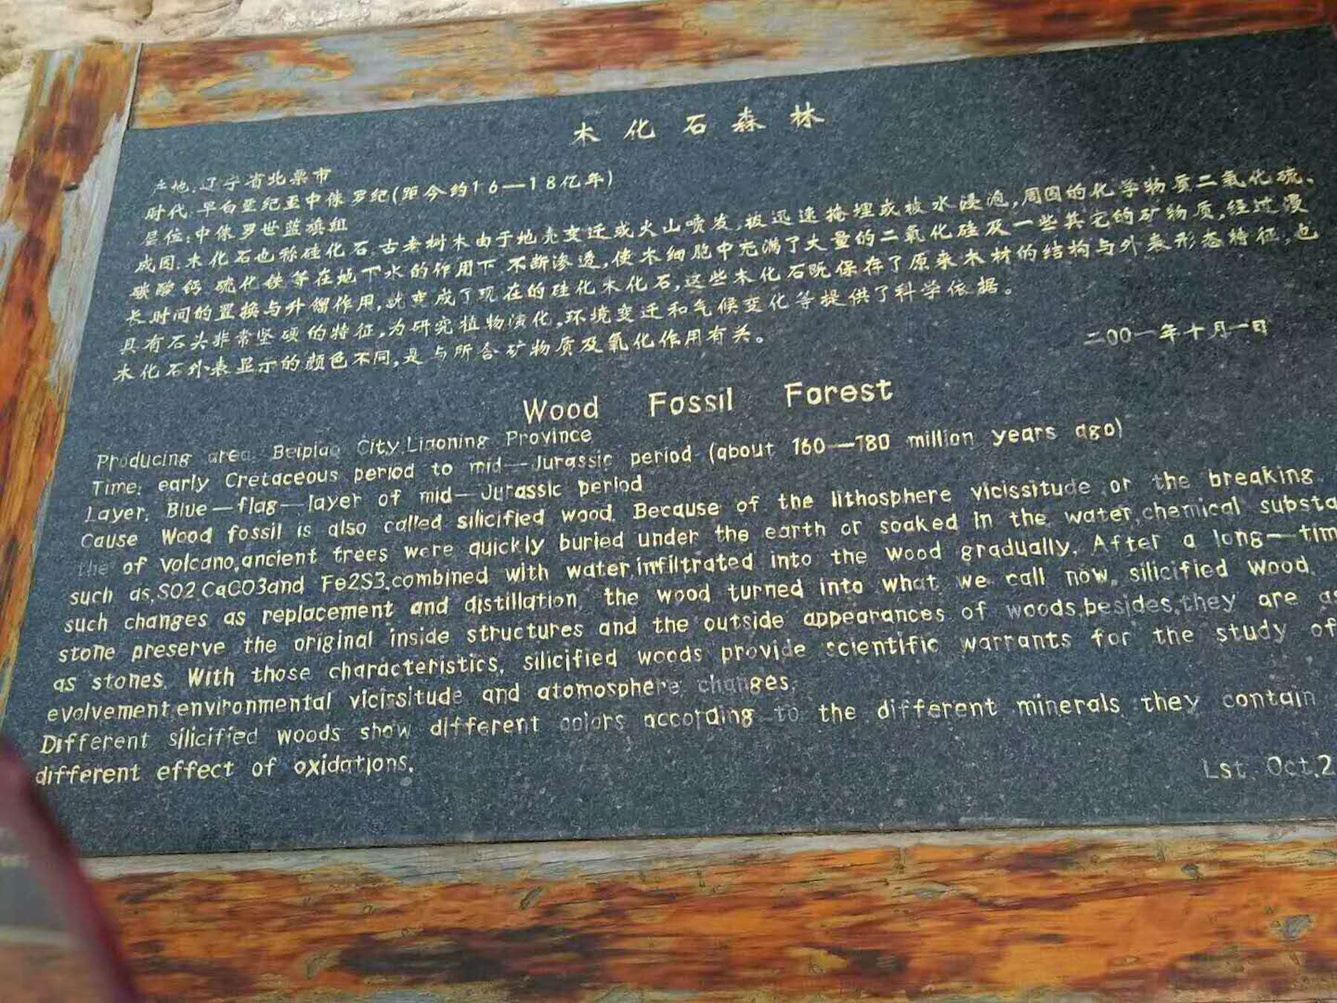 木化石森林
产地:辽宁省北票市
时代:早白垩纪至中侏罗纪(距今约1.6—1.8亿年)
层位:中侏罗世蓝旗组
成因:木化石也称硅化石,古老树木由于地壳变迁或火山喷发,被迅速掩埋或被水浸泡,周围的化学物质二氧化硫、
碳酸钙、硫化铁等在地下水的作用下,不断渗透,使木细胞中充满了大量的二氧化硅及一些其它的矿物质,经过漫
长时间的置换与升馏作用,就变成了现在的硅化木化石,这些木化石既保存了原来木材的结构与外表形态特征,也
具有石头非常坚硬的特征,为研究植物演化,环境变迁和气候变化等提供了科学依据。
木化石外表显示的颜色不同,是与所含矿物质及氧化作用有关。
二00一年十月一日
Wood Fossil Forest
Producing area: Beipiao City Liaoning Province
Time: early Cretaceous period to mid—Jurassic period (about 160—180 million years ago)
Layer: Blue—flag—layer of mid—Jurassic period
Cause Wood fossil is also called silicified wood. Because of the lithosphere vicissitude or the breaking
the of volcano,ancient trees were quickly buried under the earth or soaked in the water,chemical substa
such as,SO2 CaCO3and Fe2S3,combined with water,infiltrated into the wood gradually. After a long—tim
such changes as replacement and distillation, the wood turned into what we call now, silicified wood.
stone preserve the original inside structures and the outside appearances of woods,besides,they are as
as stones. With those characteristics, silicified woods provide scientific warrants for the study of
evolvement,environmental vicissitude and atomosphere changes.
Different silicified woods show different colors according to the different minerals they contain
different effect of oxidations.
Lst. Oct.2